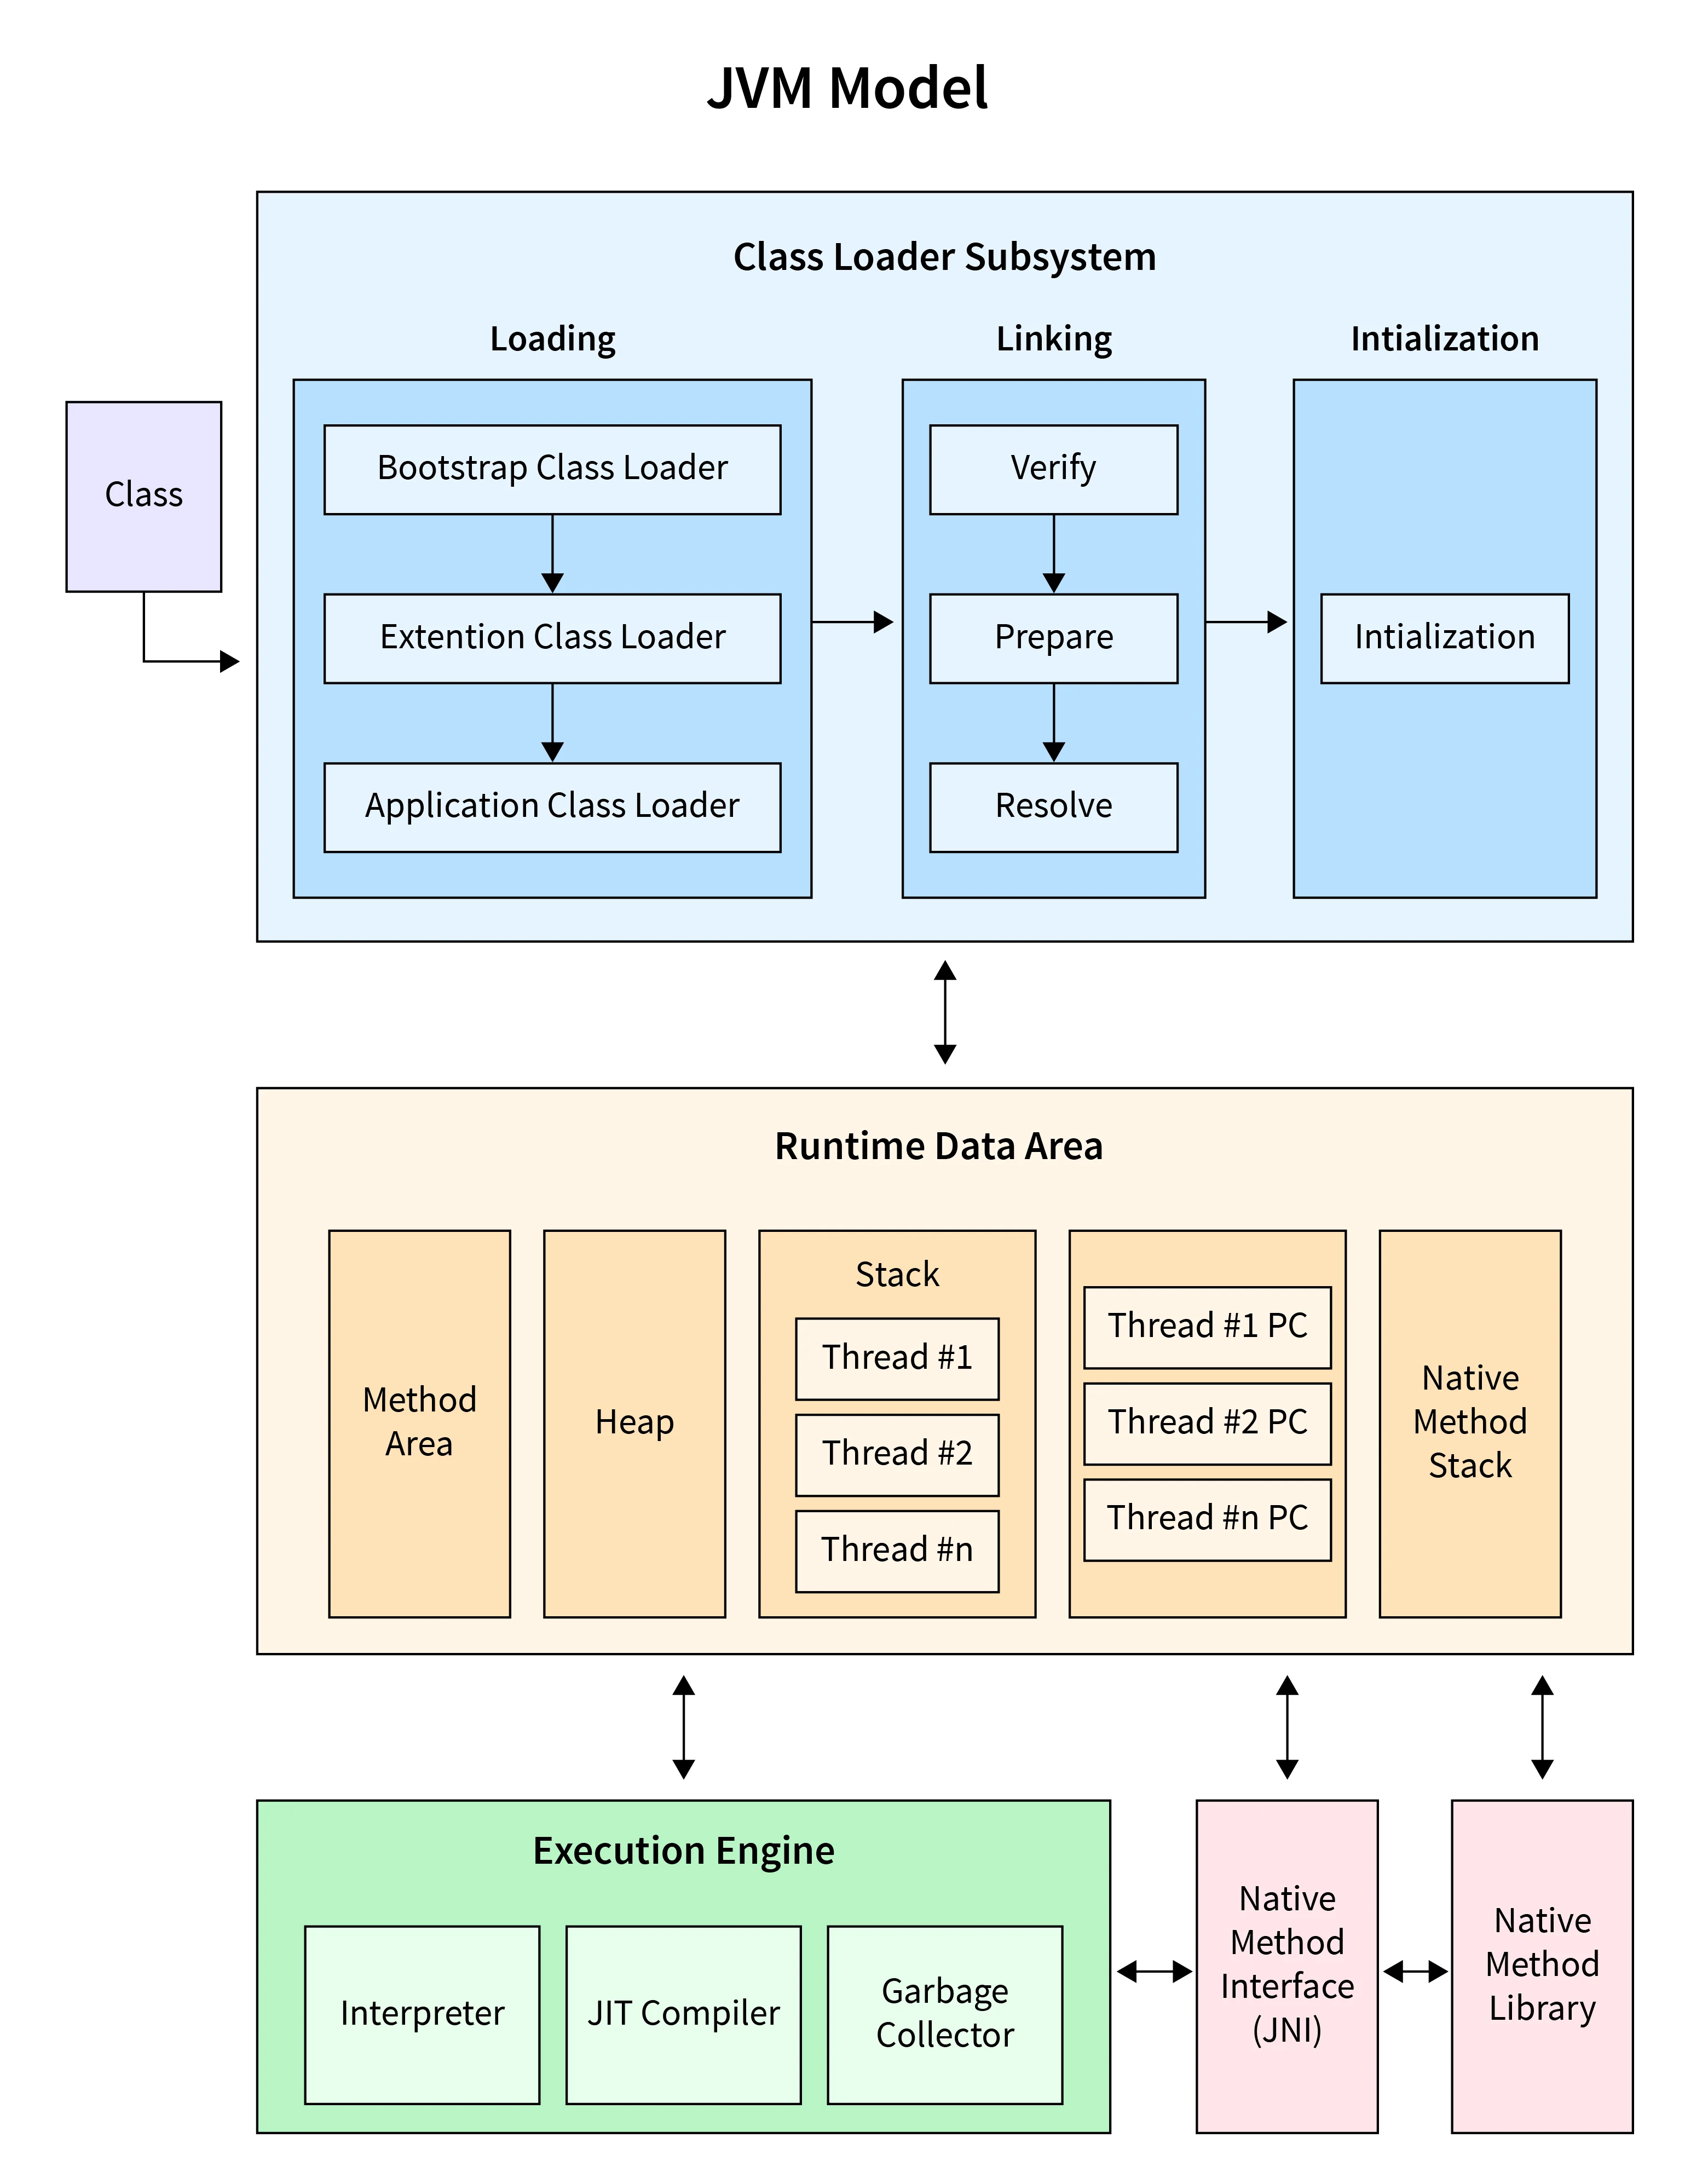 JVM Model
Class Loader Subsystem
Loading
Linking
Intialization
Class
Bootstrap Class Loader
Extention Class Loader
Application Class Loader
Verify
Prepare
Resolve
Intialization
Runtime Data Area
Method
Area
Heap
Stack
Thread #1
Thread #2
Thread #n
Thread #1 PC
Thread #2 PC
Thread #n PC
Native
Method
Stack
Execution Engine
Interpreter
JIT Compiler
Garbage
Collector
Native
Method
Interface
(JNI)
Native
Method
Library